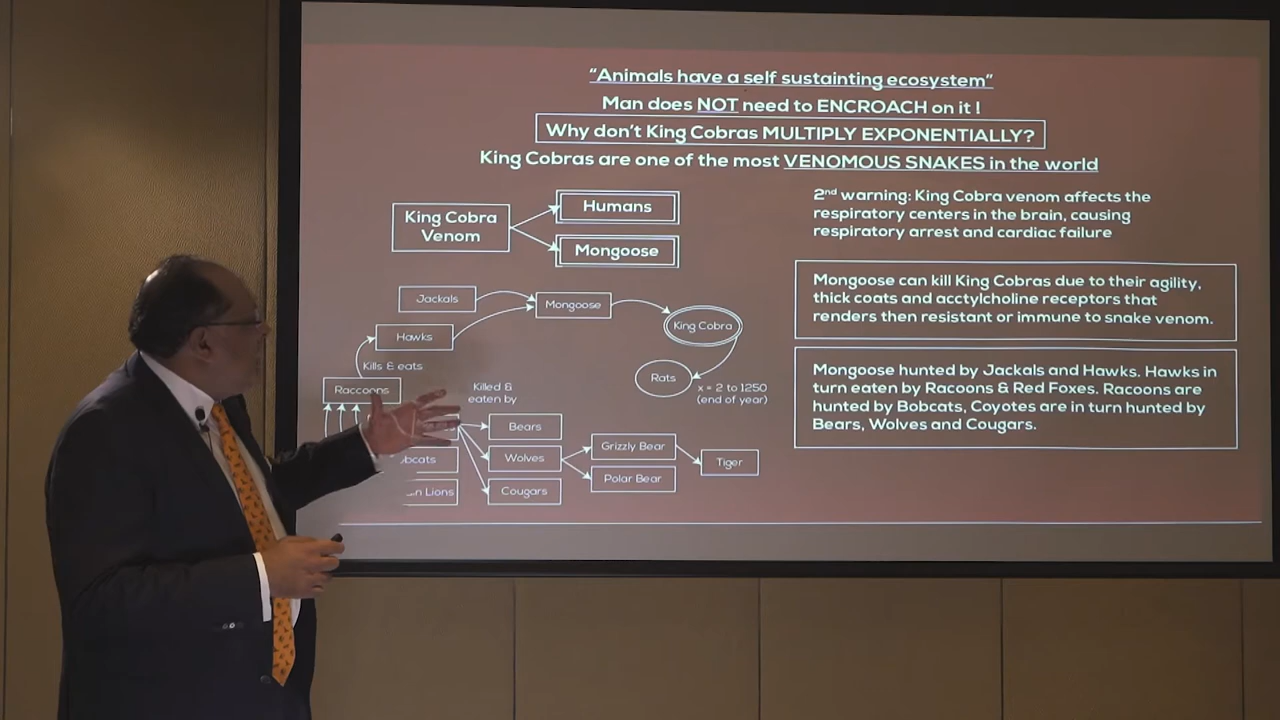 "Animals have a self sustainting ecosystem"
Man does NOT need to ENCROACH on it !
Why don't King Cobras MULTIPLY EXPONENTIALLY?
King Cobras are one of the most VENOMOUS SNAKES in the world
King Cobra
Venom
Humans
Mongoose
2nd warning: King Cobra venom affects the
respiratory centers in the brain, causing
respiratory arrest and cardiac failure
Jackals
Mongoose
King Cobra
Hawks
Kills & eats
Rats
x = 2 to 1250
(end of year)
Raccoons
Killed &
eaten by
Bears
bcats
Wolves
Grizzly Bear
Polar Bear
Tiger
Lions
Cougars
Mongoose can kill King Cobras due to their agility,
thick coats and acctylcholine receptors that
renders then resistant or immune to snake venom.
Mongoose hunted by Jackals and Hawks. Hawks in
turn eaten by Racoons & Red Foxes. Racoons are
hunted by Bobcats, Coyotes are in turn hunted by
Bears, Wolves and Cougars.